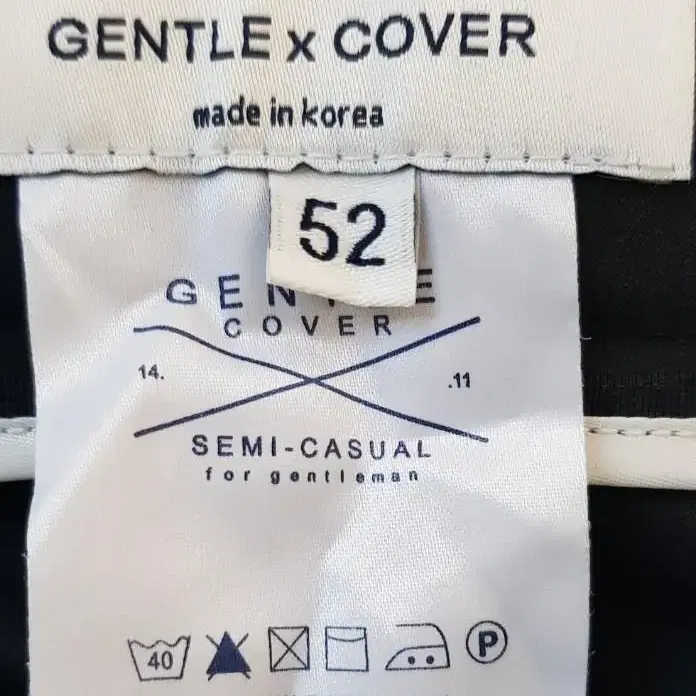 GENTLE x COVER
made in korea
52
GEN E
COVER
14. .11
SEMI-CASUAL
for gentleman
40
P